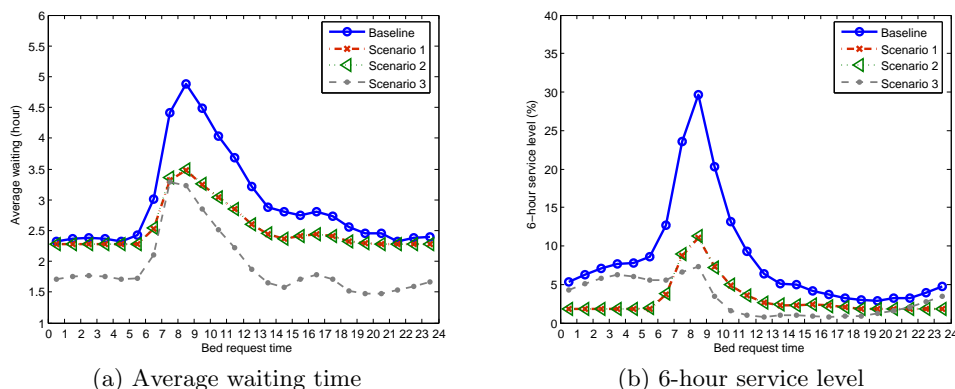 6
5.5
5
4.5
4
3.5
3
2.5
2
1.5
1
Average waiting (hour)
0 1 2 3 4 5 6 7 8 9 10 11 12 13 14 15 16 17 18 19 20 21 22 23 24
Bed request time
Baseline
Scenario 1
Scenario 2
Scenario 3
(a) Average waiting time
40
35
30
25
20
15
10
5
0
6−hour service level (%)
0 1 2 3 4 5 6 7 8 9 10 11 12 13 14 15 16 17 18 19 20 21 22 23 24
Bed request time
Baseline
Scenario 1
Scenario 2
Scenario 3
(b) 6-hour service level